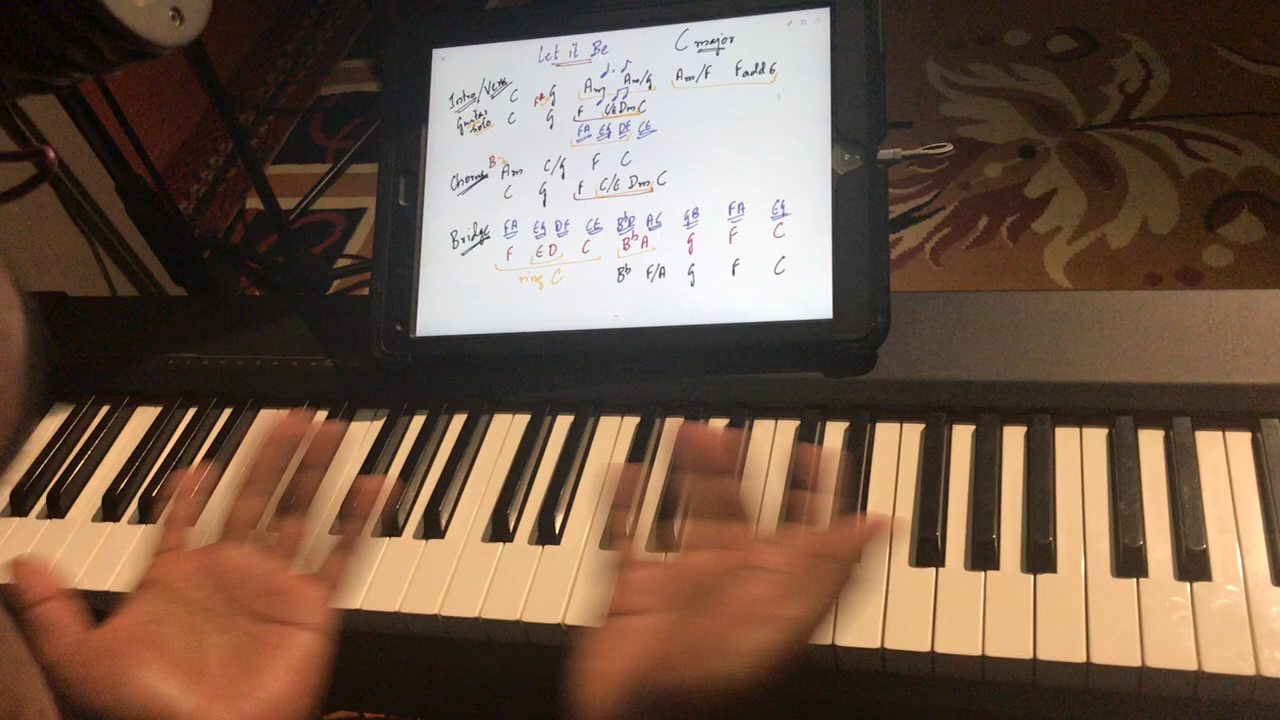 Let it Be C major
Intro/Verse C F# G Am Am/G Am/F Fadd6
Guitar solo C G F C/E Dm C
FA EG DF CE
Chorus B Am C/G F C
C G F C/E Dm C
Bridge FA EG DF CE BbD AC GB FA EG
F E D C Bb A G F C
ring C Bb F/A G F C